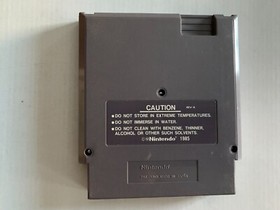 CAUTION
● DO NOT STORE IN EXTREME TEMPERATURES.
● DO NOT IMMERSE IN WATER.
● DO NOT CLEAN WITH BENZENE, THINNER,
ALCOHOL OR OTHER SUCH SOLVENTS.
Nintendo 1985
Nintendo